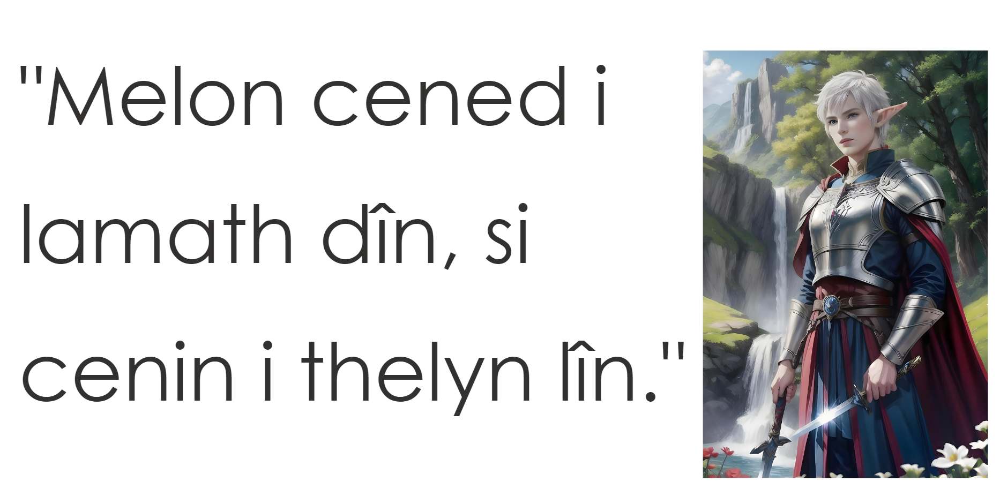 "Melon cened i
lamath dîn, si
cenin i thelyn lîn."